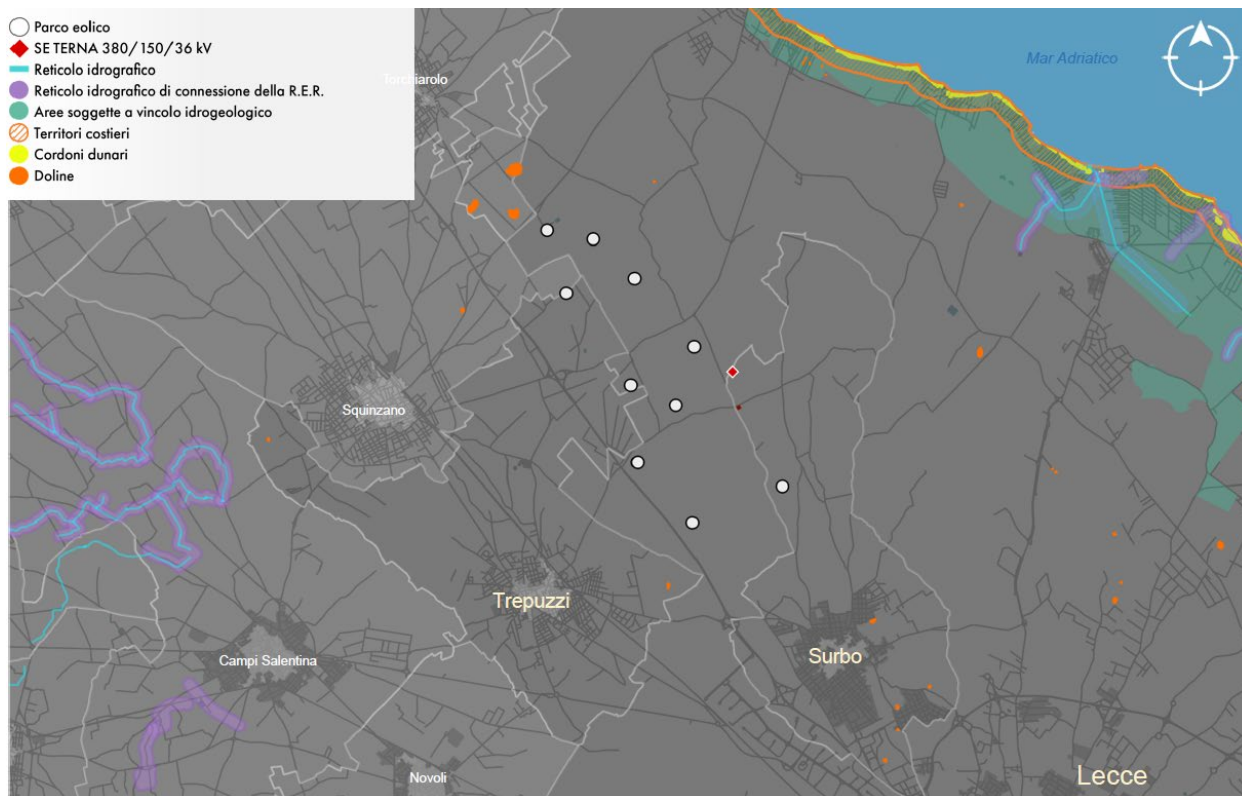 Parco eolico
SE TERNA 380/150/36 kV
Reticolo idrografico
Reticolo idrografico di connessione della R.E.R.
Aree soggette a vincolo idrogeologico
Territori costieri
Cordoni dunari
Doline
Mar Adriatico
Torchiarolo
Squinzano
Trepuzzi
Campi Salentina
Surbo
Novoli
Lecce